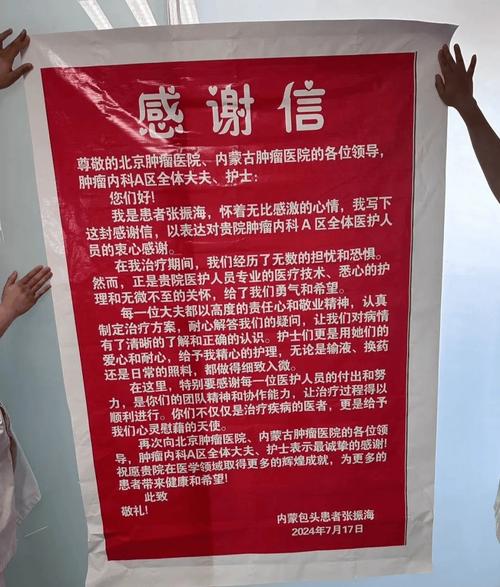 感谢信
尊敬的北京肿瘤医院、内蒙古肿瘤医院的各位领导，
肿瘤内科A区全体大夫、护士：
您们好!
我是患者张振海，怀着无比感激的心情，我写下
这封感谢信，以表达对贵院肿瘤内科A区全体医护人
员的衷心感谢。
在我治疗期间，我们经历了无数的担忧和恐惧。
然而，正是贵院医护人员专业的医疗技术、悉心的护
理和无微不至的关怀，给了我们勇气和希望。
每一位大夫都以高度的责任心和敬业精神，认真
制定治疗方案，耐心解答我们的疑问，让我们对病情
有了清晰的了解和正确的认识。护士们更是用她们的
爱心和耐心，给予我精心的护理，无论是输液、换药
还是日常的照料，都做得细致入微。
在这里，特别要感谢每一位医护人员的付出和努
力，是你们的团队精神和协作能力，让治疗过程得以
顺利进行。你们不仅仅是治疗疾病的医者，更是给予
我们心灵慰藉的天使。
再次向北京肿瘤医院、内蒙古肿瘤医院的各位领
导，肿瘤内科A区全体大夫、护士表示最诚挚的感谢!
祝愿贵院在医学领域取得更多的辉煌成就，为更多的
患者带来健康和希望!
此致
敬礼!
内蒙包头患者张振海
2024年7月17日